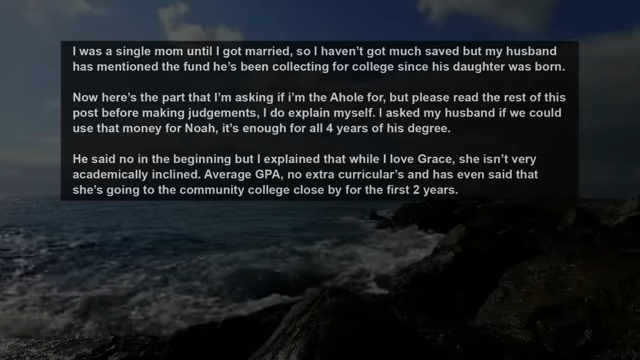 I was a single mom until I got married, so I haven't got much saved but my husband
has mentioned the fund he's been collecting for college since his daughter was born.
Now here's the part that I'm asking if i'm the Ahole for, but please read the rest of this
post before making judgements, I do explain myself. I asked my husband if we could
use that money for Noah, it's enough for all 4 years of his degree.
He said no in the beginning but I explained that while I love Grace, she isn't very
academically inclined. Average GPA, no extra curricular's and has even said that
she's going to the community college close by for the first 2 years.